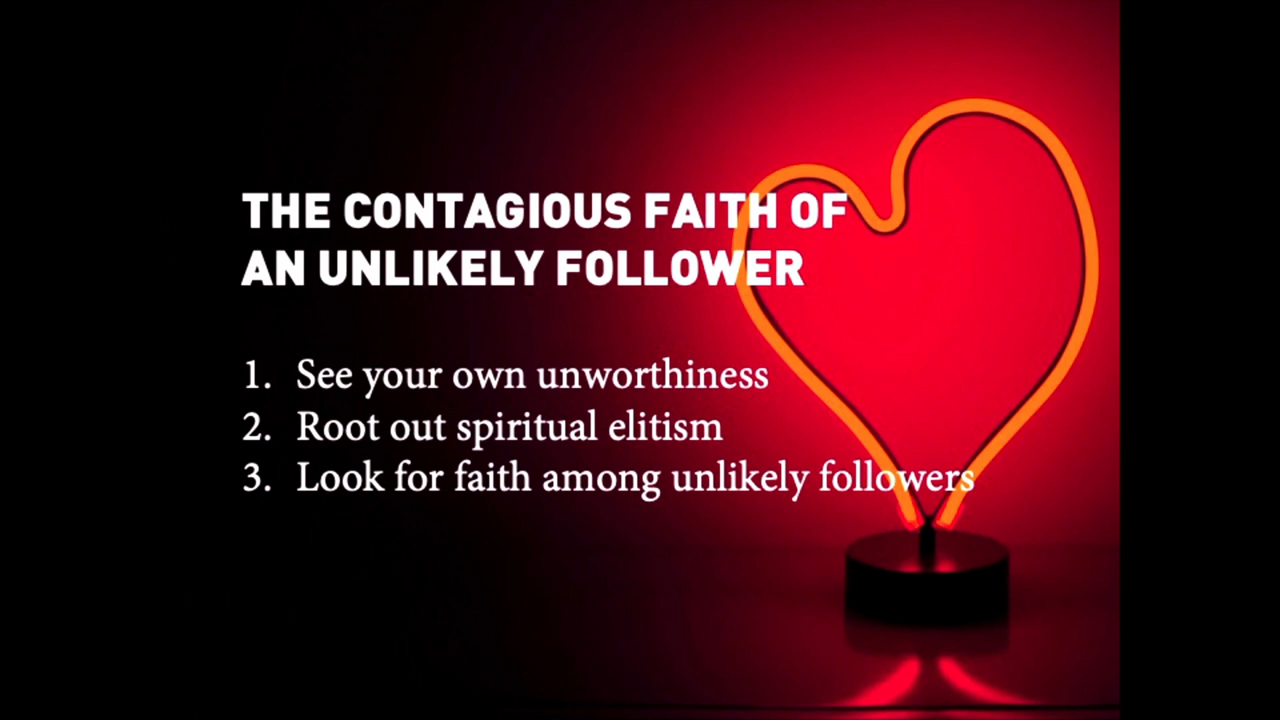 THE CONTAGIOUS FAITH OF
AN UNLIKELY FOLLOWER
1. See your own unworthiness
2. Root out spiritual elitism
3. Look for faith among unlikely followers